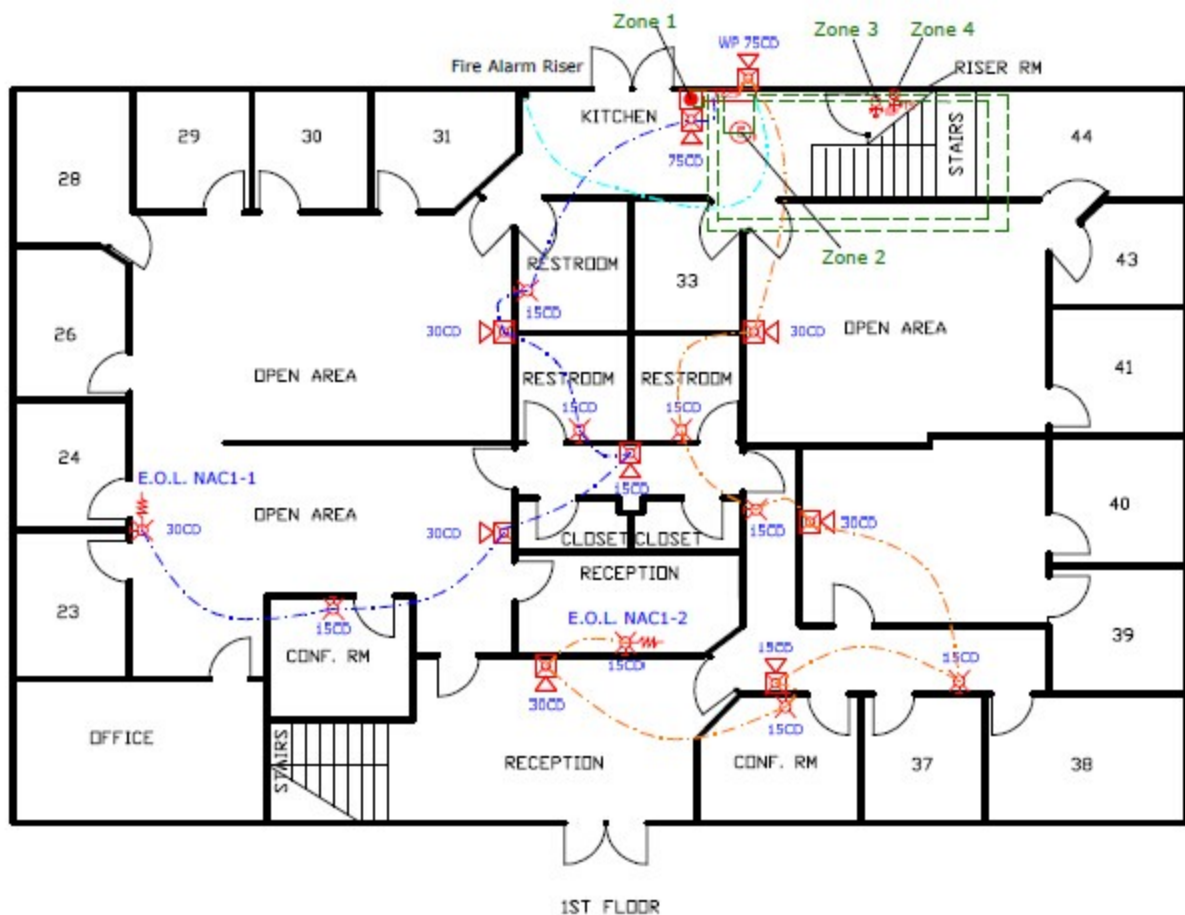 Zone 1
Zone 3
Zone 4
WP 75CD
Fire Alarm Riser
RISER RM
KITCHEN
29
30
31
75CD
STAIRS
44
28
Zone 2
RESTROOM
33
43
26
15CD
30CD
30CD
OPEN AREA
OPEN AREA
RESTROOM
RESTROOM
41
15CD
15CD
24
E.O.L. NAC1-1
15CD
40
OPEN AREA
30CD
30CD
15CD
30CD
CLOSET
CLOSET
RECEPTION
23
15CD
E.O.L. NAC1-2
39
CONF. RM
15CD
15CD
15CD
30CD
15CD
OFFICE
STAIRS
RECEPTION
CONF. RM
37
38
1ST FLOOR